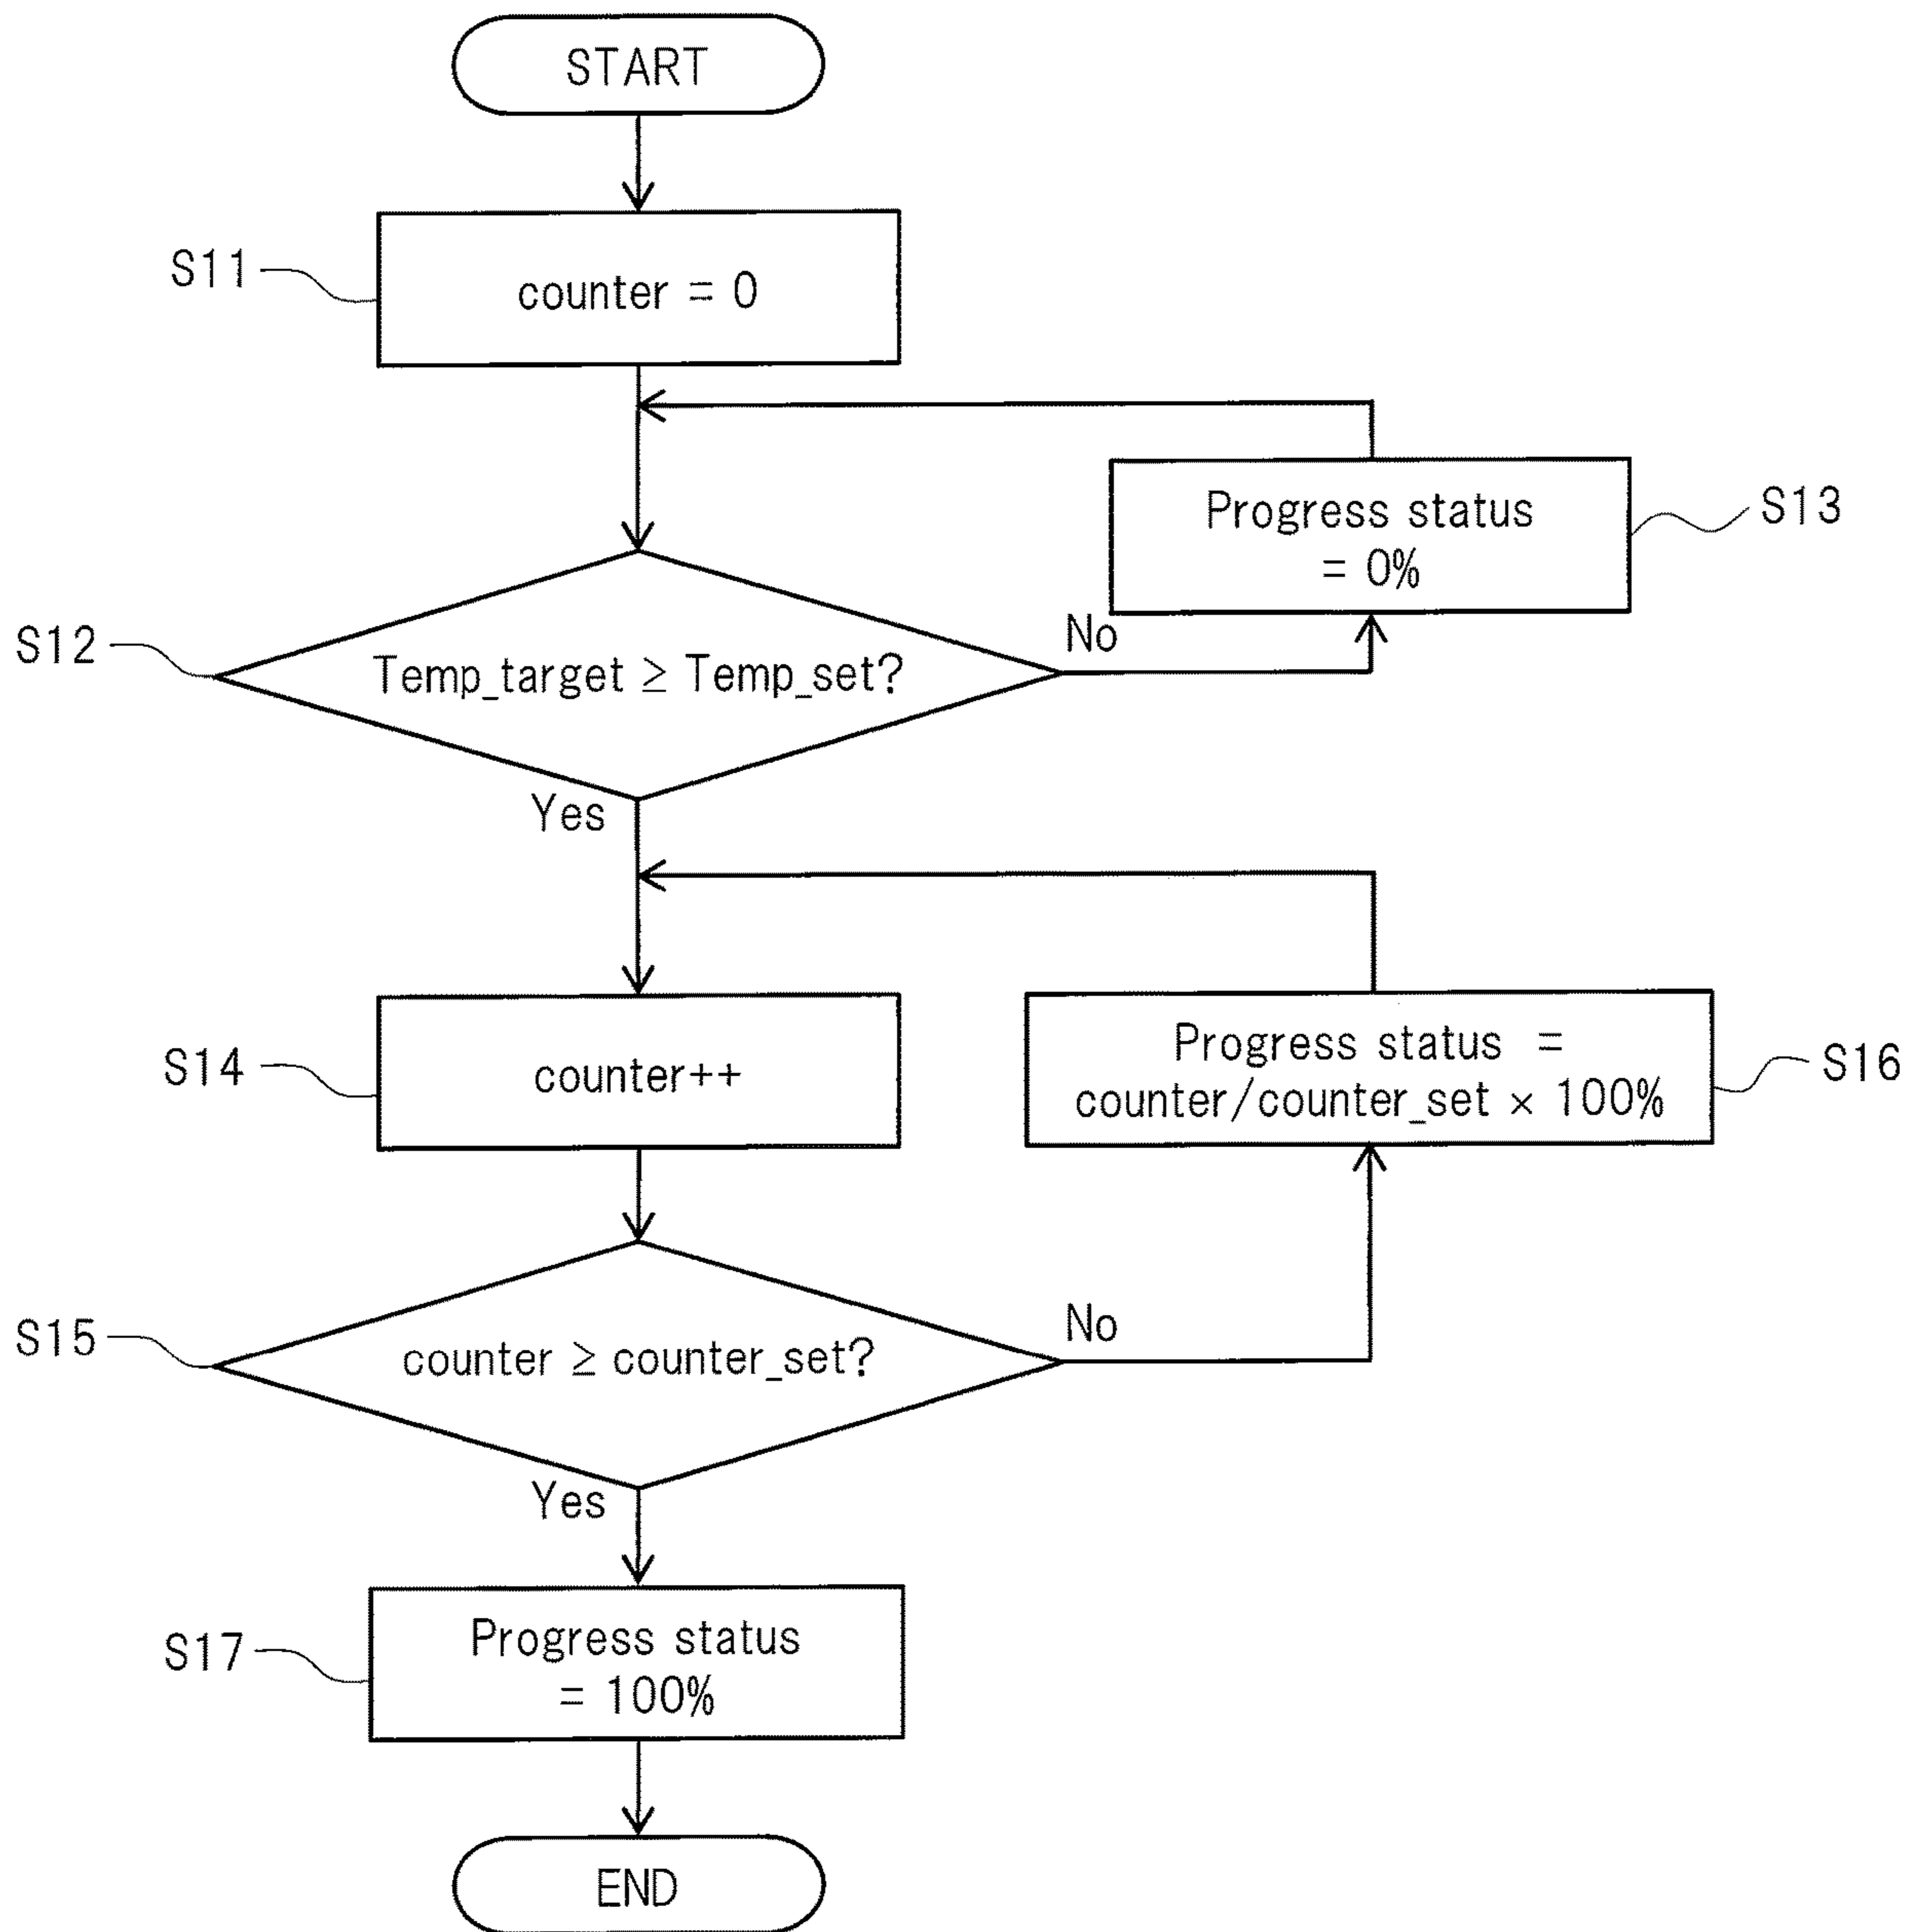 START
S11
counter = 0
Progress status
= 0%
S13
S12
Temp_target ≥ Temp_set?
No
Yes
S14
counter++
Progress status =
counter/counter_set × 100%
S16
S15
counter ≥ counter_set?
No
Yes
S17
Progress status
= 100%
END